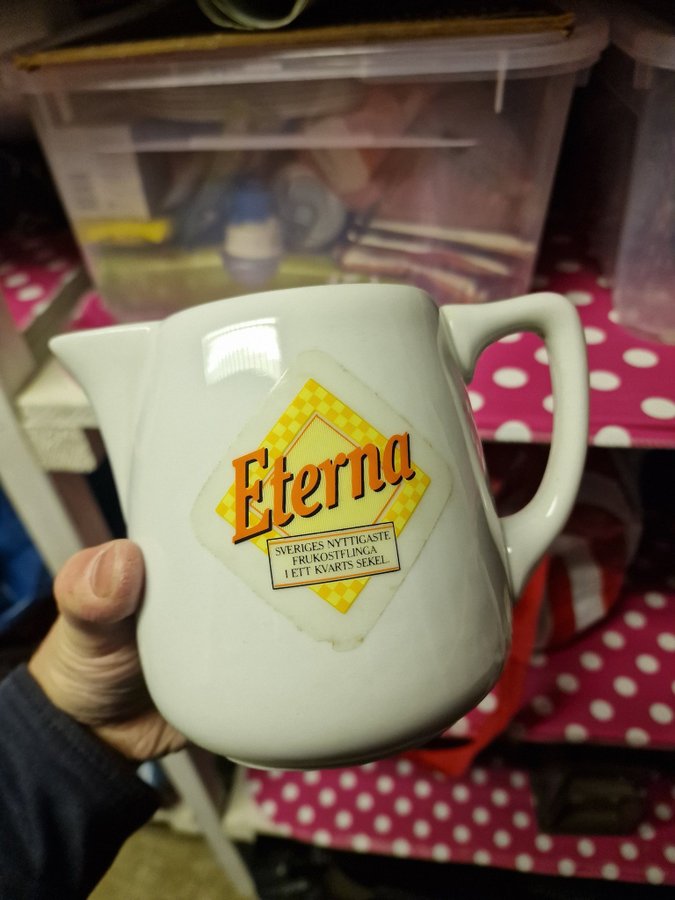 Eterna
SVERIGES NYTTIGASTE
FRUKOSTFLINGA
I ETT KVARTS SEKEL.